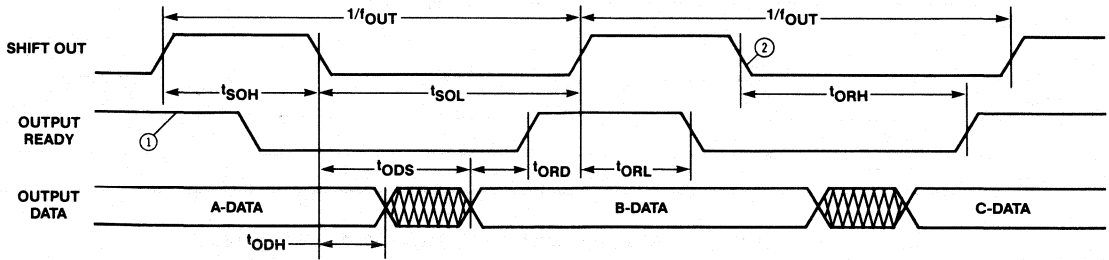 1/fOUT 1/fOUT
SHIFT OUT
2
tSOH tSOL tORH
OUTPUT
READY
1
tODS tORD tORL
OUTPUT
DATA
A-DATA B-DATA C-DATA
tODH